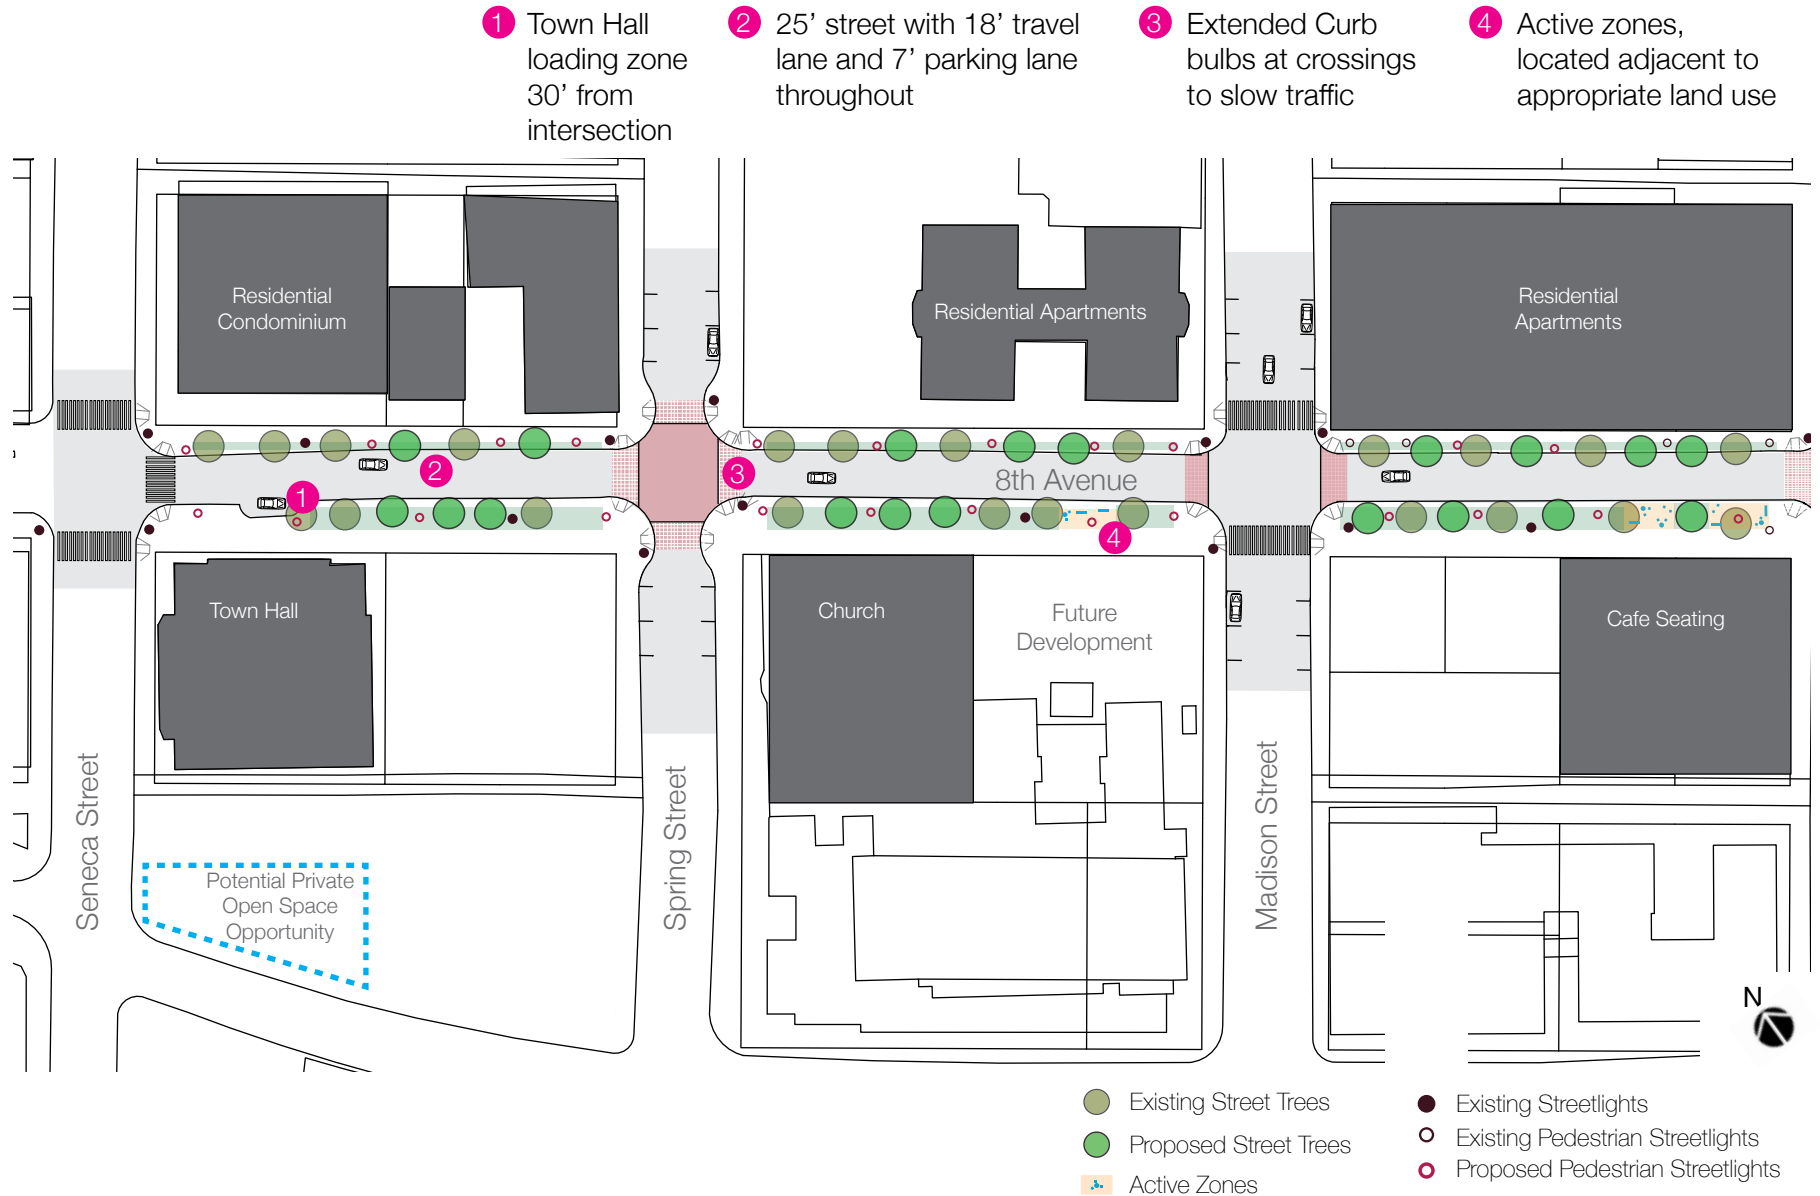 1 Town Hall
loading zone
30’ from
intersection
2 25’ street with 18’ travel
lane and 7’ parking lane
throughout
3 Extended Curb
bulbs at crossings
to slow traffic
4 Active zones,
located adjacent to
appropriate land use
Residential
Condominium
Residential Apartments
Residential
Apartments
2
3
8th Avenue
1
4
Town Hall
Church
Future
Development
Cafe Seating
Seneca Street
Spring Street
Madison Street
Potential Private
Open Space
Opportunity
N
Existing Street Trees
Proposed Street Trees
Active Zones
Existing Streetlights
Existing Pedestrian Streetlights
Proposed Pedestrian Streetlights